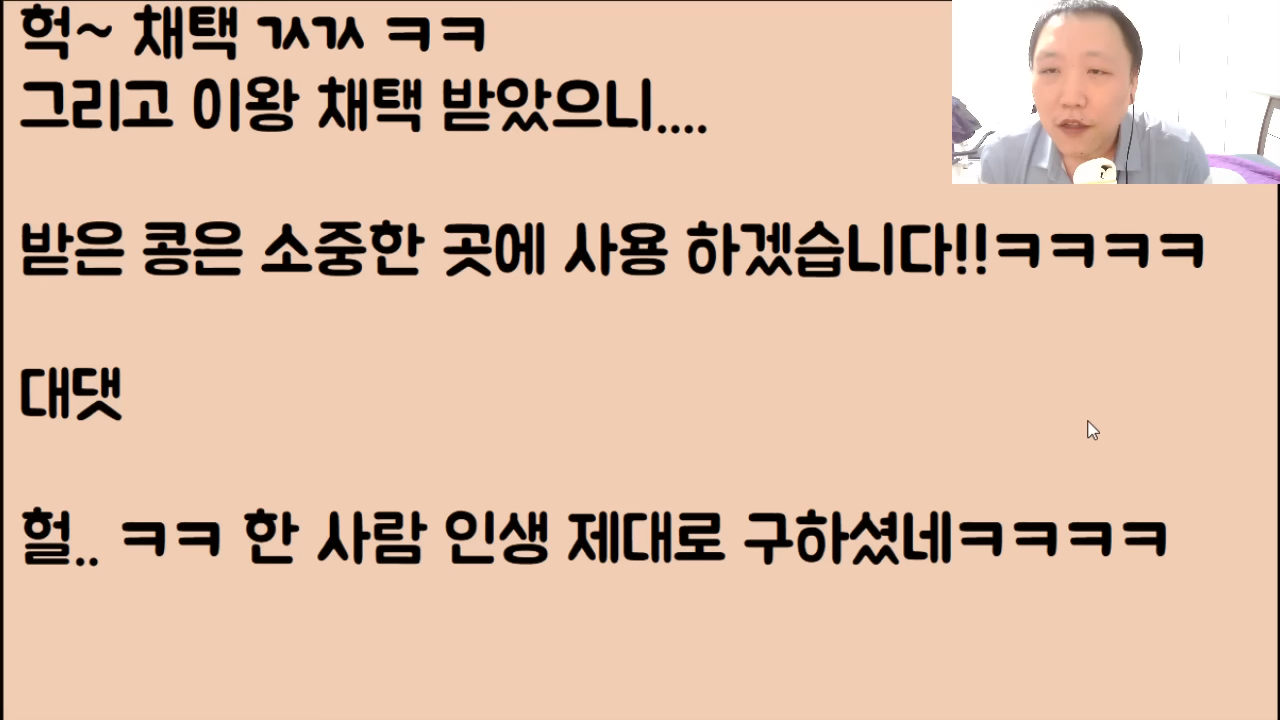 헉~ 채택 ㄳㄳ ㅋㅋ
그리고 이왕 채택 받았으니....
받은 콩은 소중한 곳에 사용 하겠습니다!!ㅋㅋㅋㅋ
대댓
헐.. ㅋㅋ 한 사람 인생 제대로 구하셨네ㅋㅋㅋㅋ